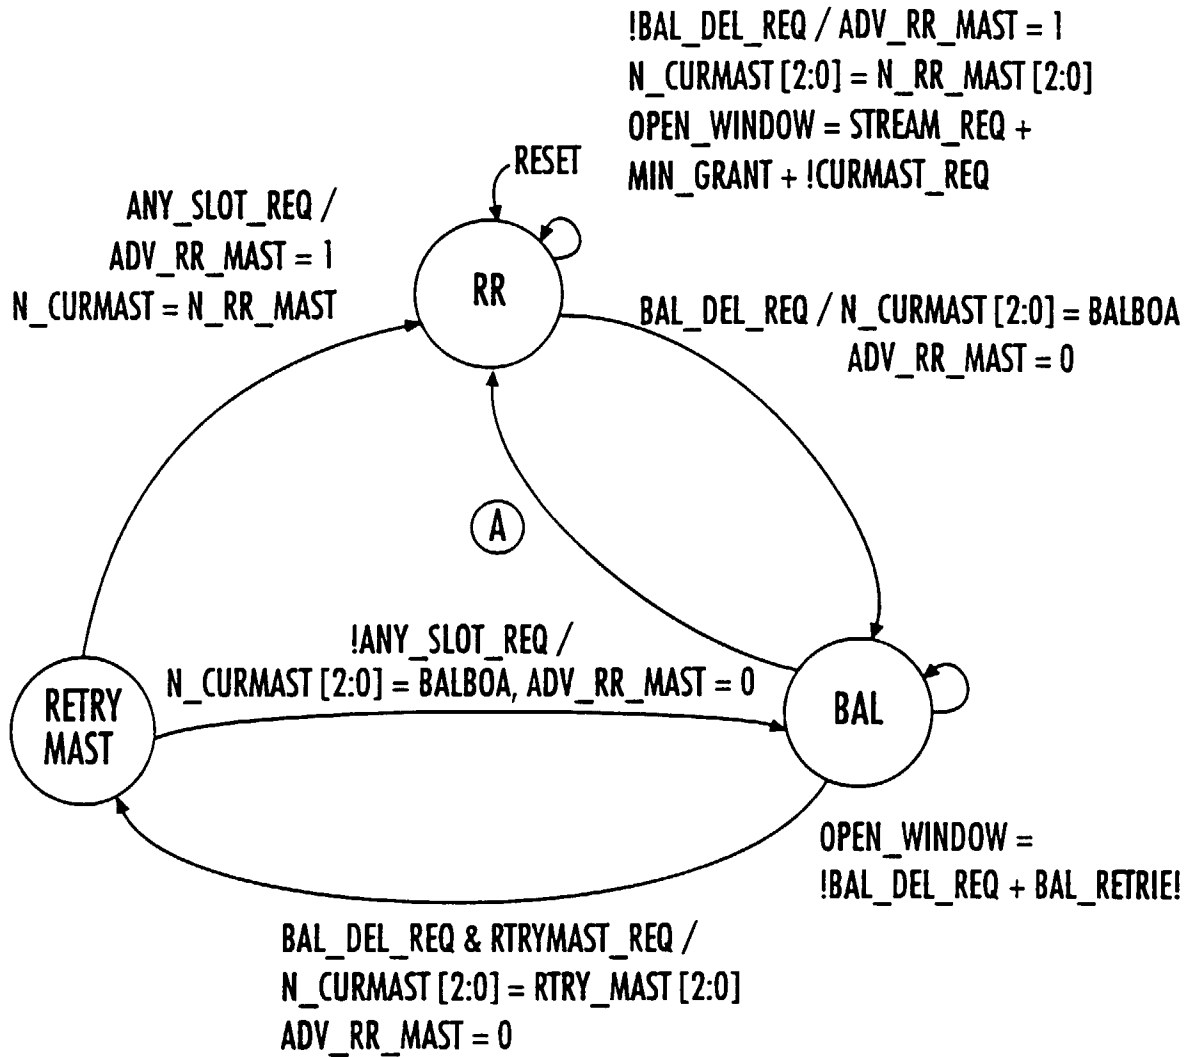 !BAL_DEL_REQ / ADV_RR_MAST = 1
N_CURMAST [2:0] = N_RR_MAST [2:0]
OPEN_WINDOW = STREAM_REQ +
MIN_GRANT + !CURMAST_REQ
RESET
ANY_SLOT_REQ /
ADV_RR_MAST = 1
N_CURMAST = N_RR_MAST
RR
BAL_DEL_REQ / N_CURMAST [2:0] = BALBOA
ADV_RR_MAST = 0
A
!ANY_SLOT_REQ /
N_CURMAST [2:0] = BALBOA, ADV_RR_MAST = 0
RETRY
MAST
BAL
OPEN_WINDOW =
!BAL_DEL_REQ + BAL_RETRIE!
BAL_DEL_REQ & RTRYMAST_REQ /
N_CURMAST [2:0] = RTRY_MAST [2:0]
ADV_RR_MAST = 0